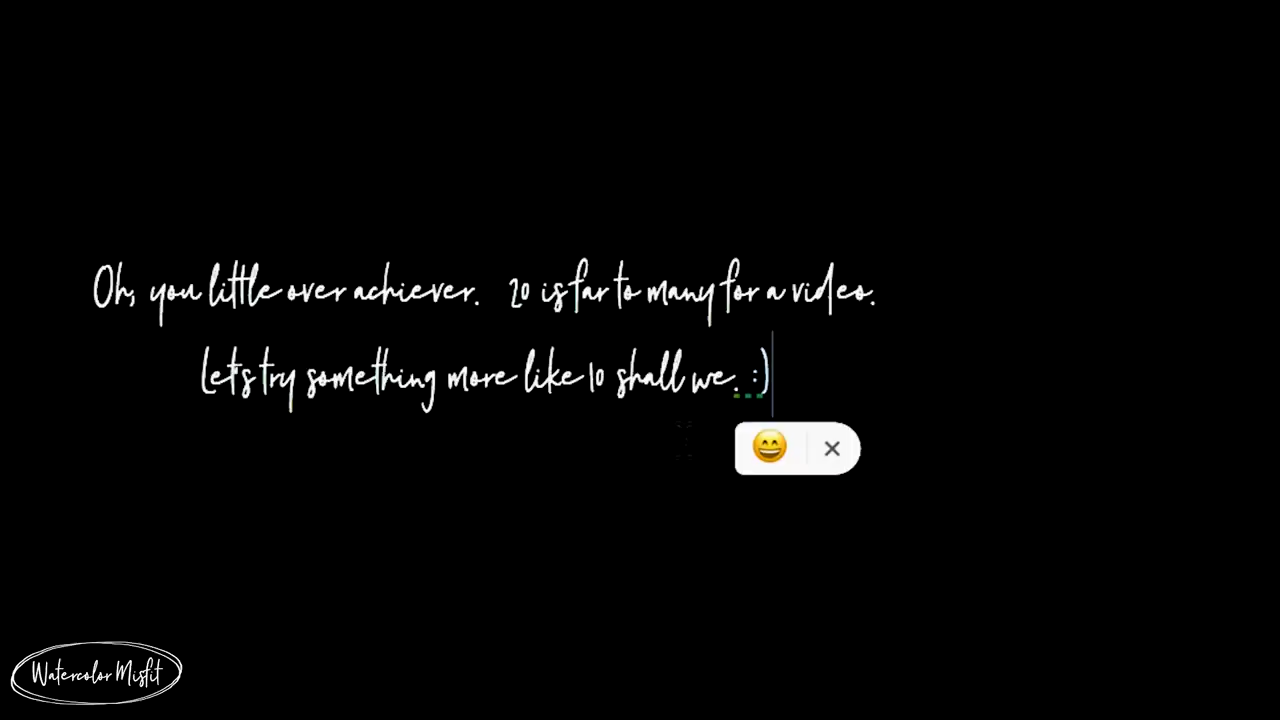 Oh, you little over achiever. 20 is far to many for a video.
Let's try something more like 10 shall we. :)
Watercolor Misfit